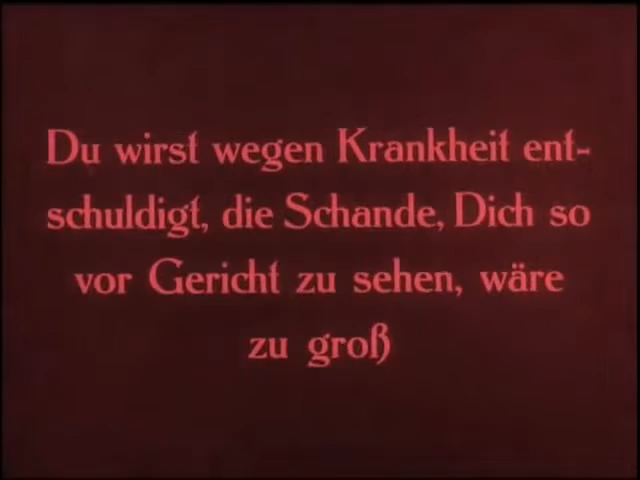 Du wirst wegen Krankheit ent-
schuldigt, die Schande, Dich so
vor Gericht zu sehen, wäre
zu groß